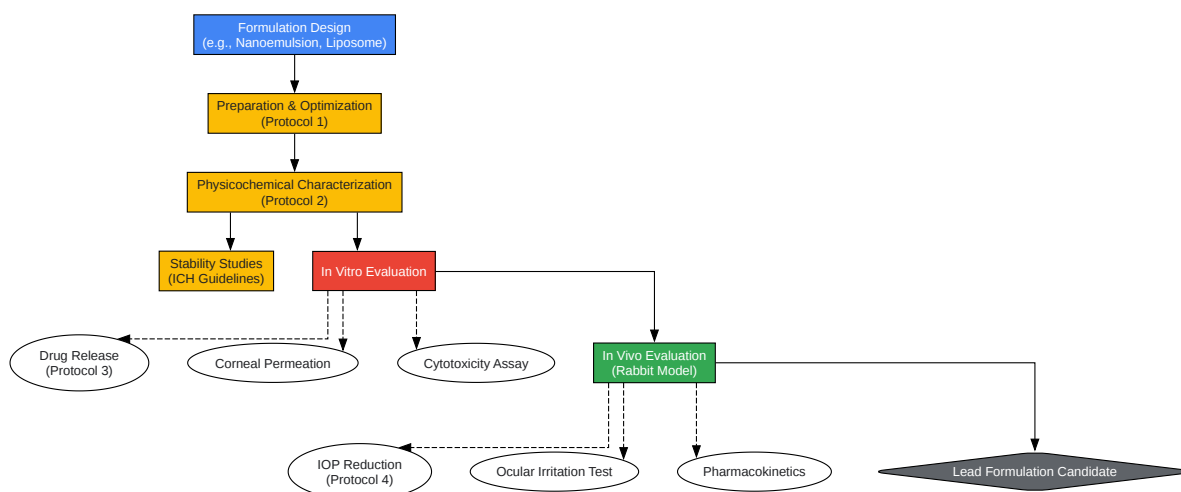 Formulation Design
(e.g., Nanoemulsion, Liposome)
Preparation & Optimization
(Protocol 1)
Physicochemical Characterization
(Protocol 2)
Stability Studies
(ICH Guidelines)
In Vitro Evaluation
Drug Release
(Protocol 3)
Corneal Permeation
Cytotoxicity Assay
In Vivo Evaluation
(Rabbit Model)
IOP Reduction
(Protocol 4)
Ocular Irritation Test
Pharmacokinetics
Lead Formulation Candidate